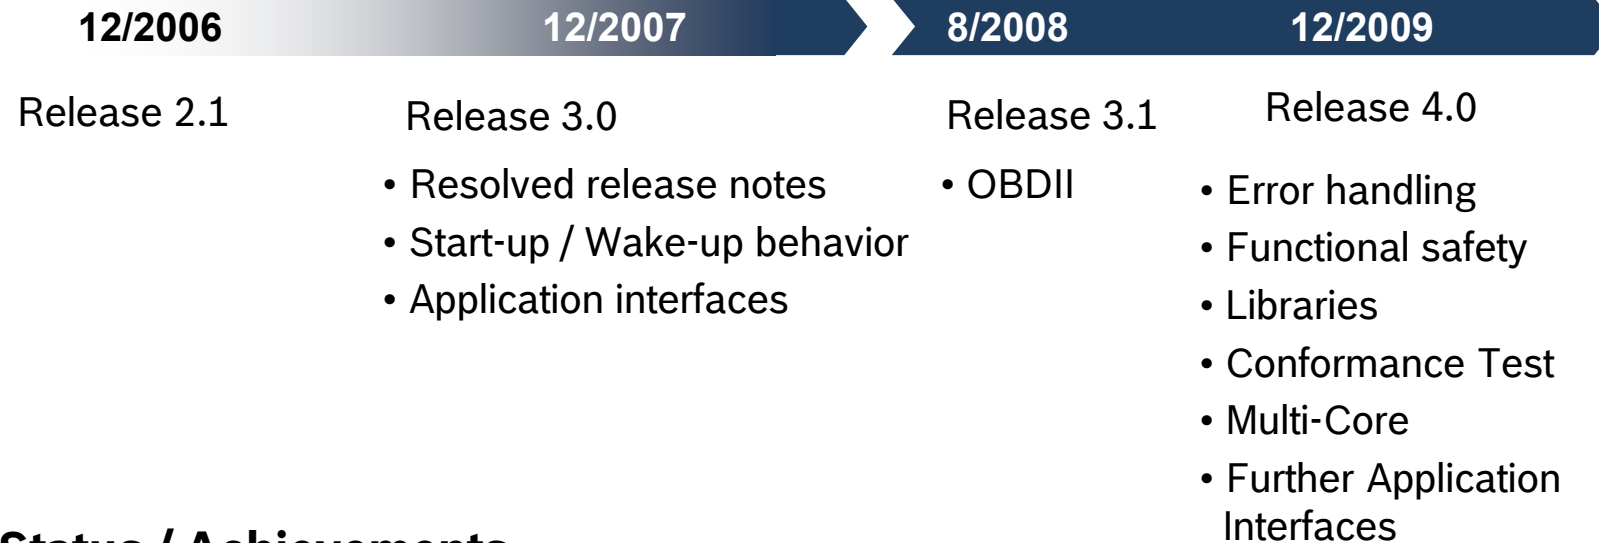 12/2006
12/2007
8/2008
12/2009
Release 2.1
Release 3.0
• Resolved release notes
• Start-up / Wake-up behavior
• Application interfaces
Release 3.1
• OBDII
Release 4.0
• Error handling
• Functional safety
• Libraries
• Conformance Test
• Multi-Core
• Further Application
Interfaces
Status / Achievements